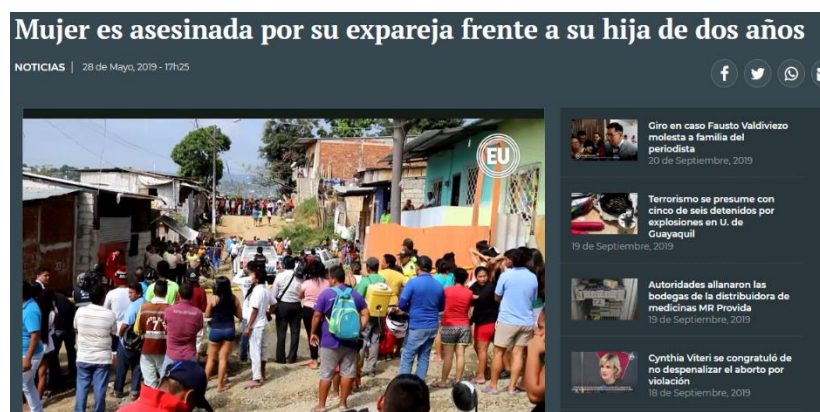 Mujer es asesinada por su expareja frente a su hija de dos años
NOTICIAS | 28 de Mayo, 2019 - 17h25
EU
Giro en caso Fausto Valdiviezo
molesta a familia del
periodista
20 de Septiembre, 2019
Terrorismo se presume con
cinco de seis detenidos por
explosiones en U. de
Guayaquil
19 de Septiembre, 2019
Autoridades allanaron las
bodegas de la distribuidora de
medicinas MR Provida
19 de Septiembre, 2019
Cynthia Viteri se congratuló de
no despenalizar el aborto por
violación
18 de Septiembre, 2019